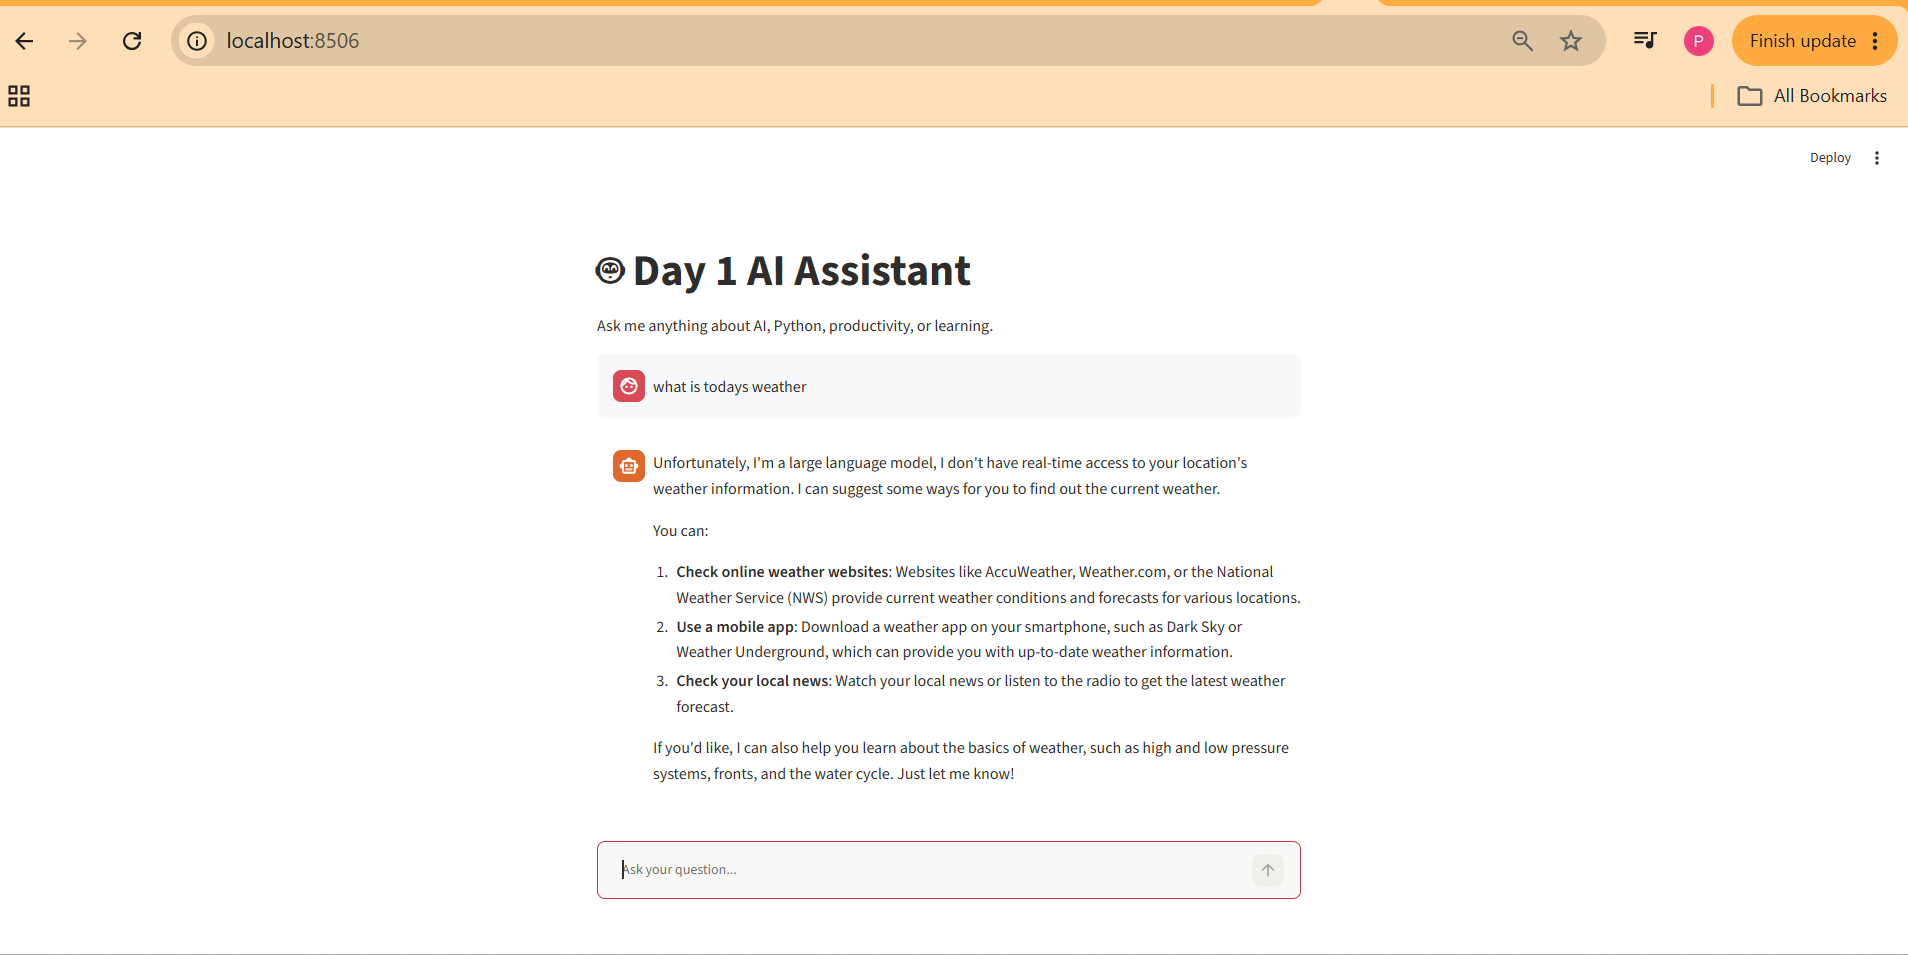 localhost:8506
P
Finish update
All Bookmarks
Deploy
Day 1 AI Assistant
Ask me anything about AI, Python, productivity, or learning.
what is todays weather
Unfortunately, I'm a large language model, I don't have real-time access to your location's
weather information. I can suggest some ways for you to find out the current weather.
You can:
1. Check online weather websites: Websites like AccuWeather, Weather.com, or the National
Weather Service (NWS) provide current weather conditions and forecasts for various locations.
2. Use a mobile app: Download a weather app on your smartphone, such as Dark Sky or
Weather Underground, which can provide you with up-to-date weather information.
3. Check your local news: Watch your local news or listen to the radio to get the latest weather
forecast.
If you'd like, I can also help you learn about the basics of weather, such as high and low pressure
systems, fronts, and the water cycle. Just let me know!
Ask your question...